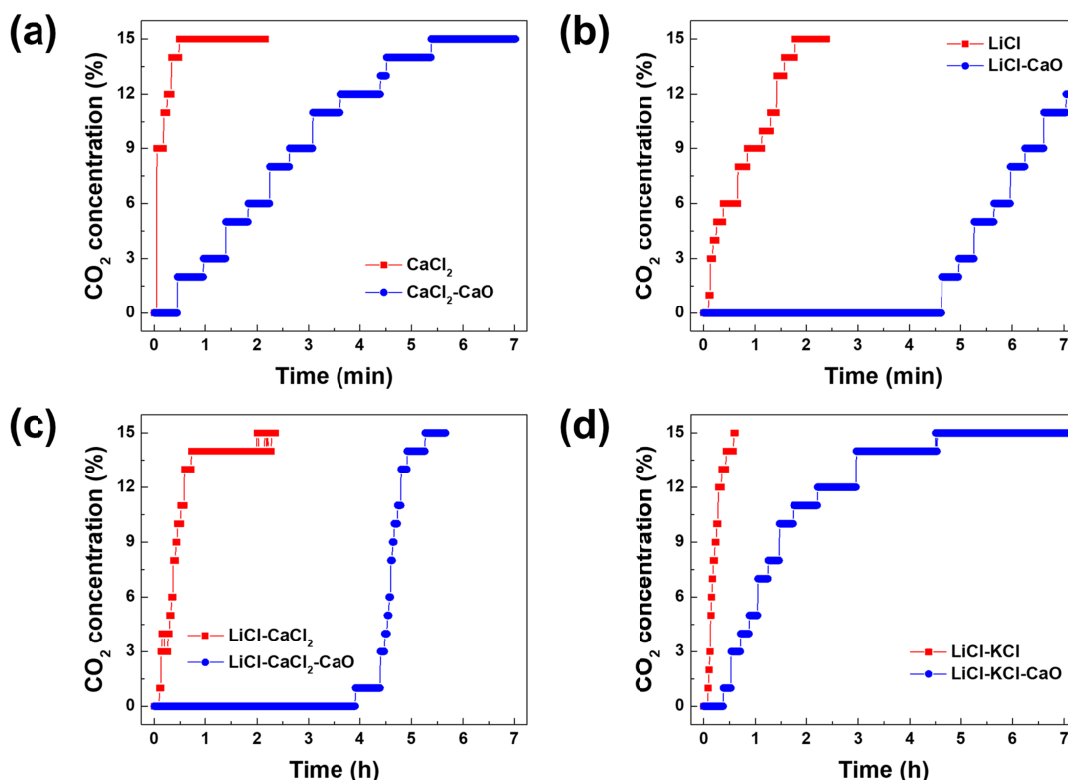 (a)
CO2 concentration (%)
15
12
9
6
3
0
CaCl2
CaCl2-CaO
0 1 2 3 4 5 6 7
Time (min)
(b)
CO2 concentration (%)
15
12
9
6
3
0
LiCl
LiCl-CaO
0 1 2 3 4 5 6 7
Time (min)
(c)
CO2 concentration (%)
15
12
9
6
3
0
LiCl-CaCl2
LiCl-CaCl2-CaO
0 1 2 3 4 5 6 7
Time (h)
(d)
CO2 concentration (%)
15
12
9
6
3
0
LiCl-KCl
LiCl-KCl-CaO
0 1 2 3 4 5 6 7
Time (h)